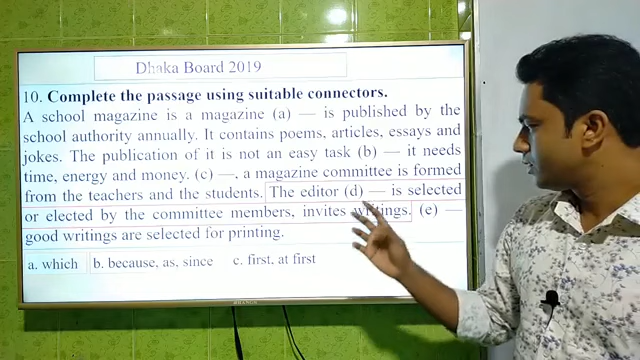 Dhaka Board 2019
10. Complete the passage using suitable connectors.
A school magazine is a magazine (a) — is published by the
school authority annually. It contains poems, articles, essays and
jokes. The publication of it is not an easy task (b) — it needs
time, energy and money. (c) —, a magazine committee is formed
from the teachers and the students. The editor (d) — is selected
or elected by the committee members, invites writings. (e) —
good writings are selected for printing.
a. which b. because, as, since c. first, at first